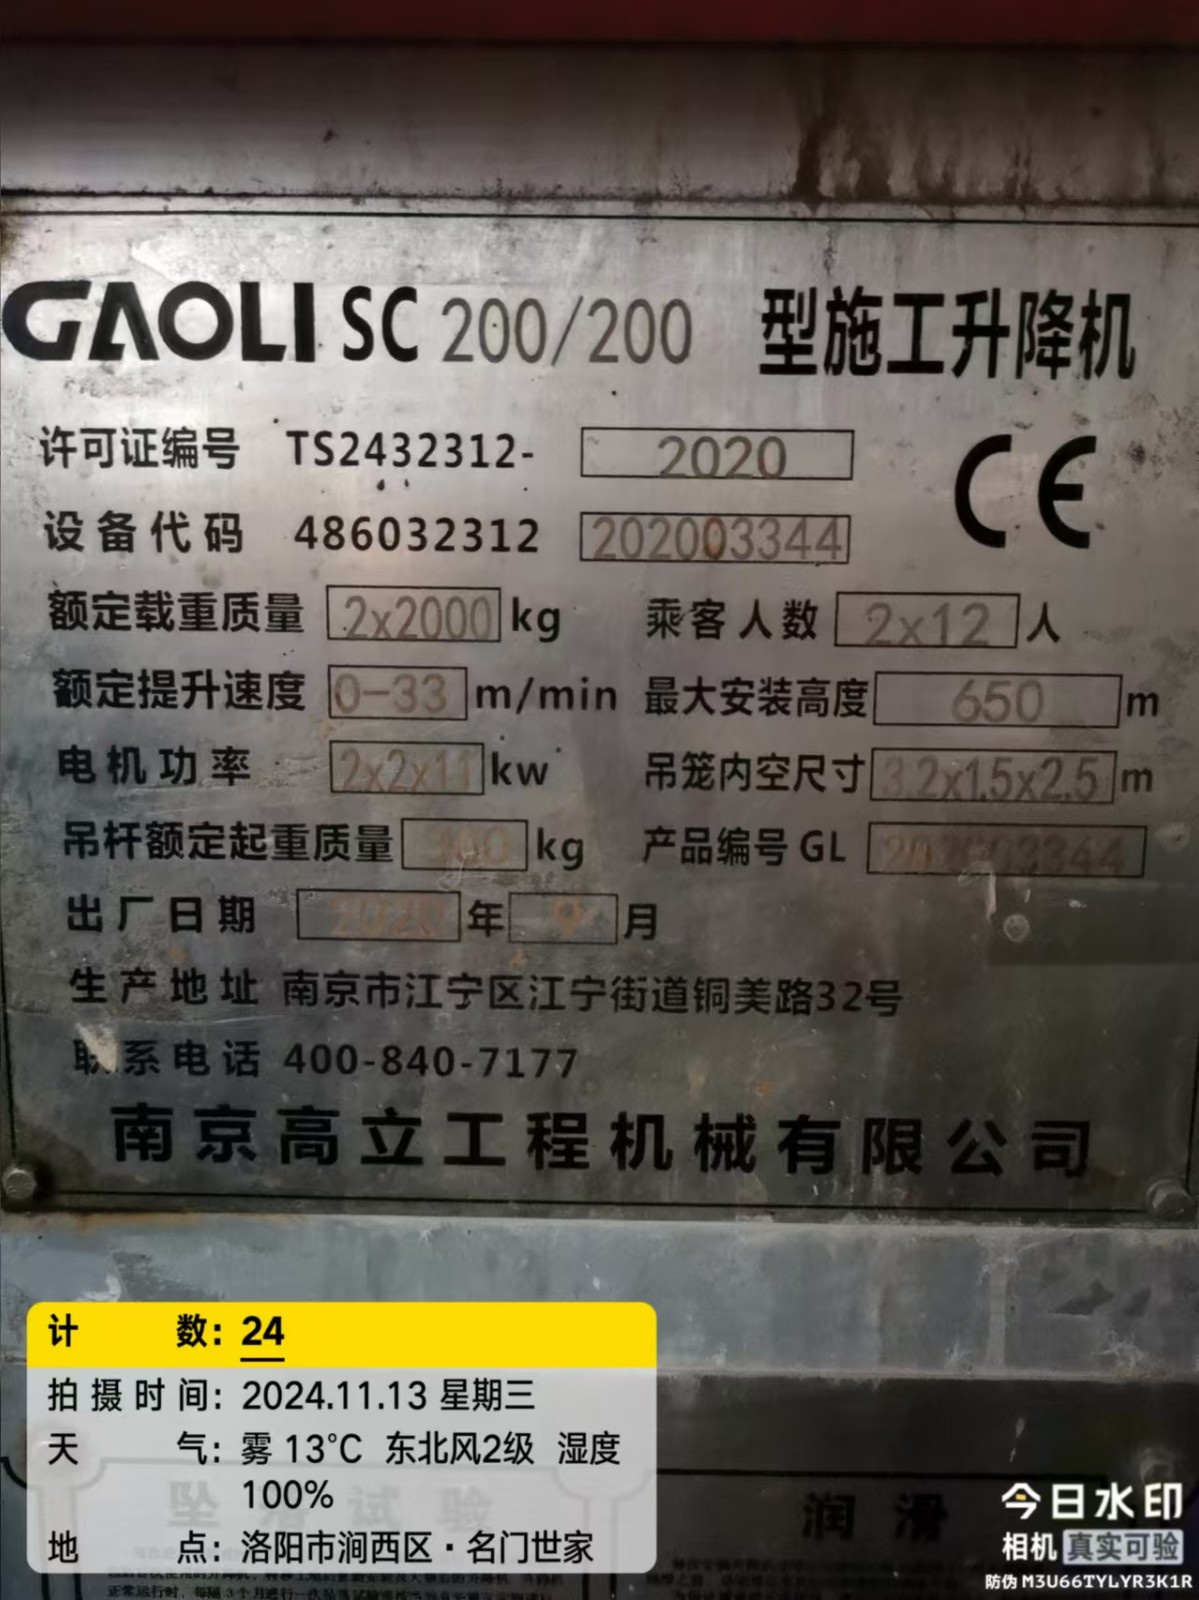 GAOLI SC 200/200 型施工升降机
许可证编号 TS2432312- 2020
CE
设备代码 486032312 202003344
额定载重质量 2x2000 kg 乘客人数 2x12 人
额定提升速度 0-33 m/min 最大安装高度 650 m
电机功率 2x2x11 kw 吊笼内空尺寸 3.2x1.5x2.5 m
吊杆额定起重质量 kg 产品编号 GL
出厂日期 2020 年 9 月
生产地址 南京市江宁区江宁街道铜美路32号
联系电话 400-840-7177
南京高立工程机械有限公司
计数: 24
拍摄时间: 2024.11.13 星期三
天气: 雾 13°C 东北风2级 湿度
100%
地点: 洛阳市涧西区·名门世家
坠 试验
润滑
今日水印
相机 真实可验
防伪 M3U66TYLYR3K1R